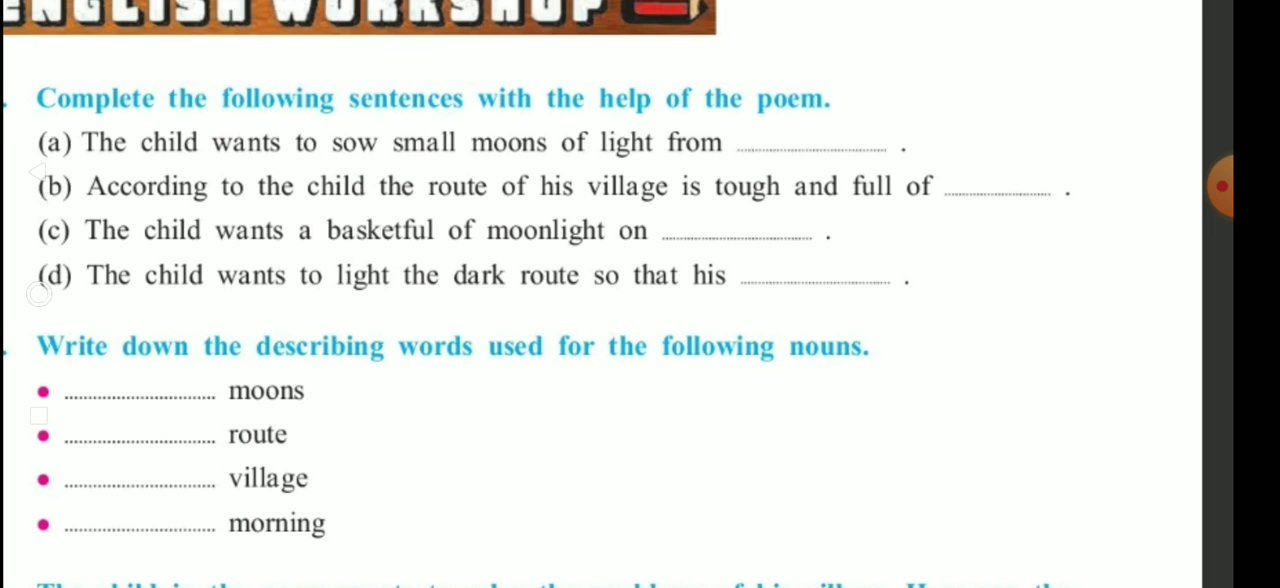 ENGLISH WORKSHOP
. Complete the following sentences with the help of the poem.
(a) The child wants to sow small moons of light from .............................. .
(b) According to the child the route of his village is tough and full of ..................... .
(c) The child wants a basketful of moonlight on .............................. .
(d) The child wants to light the dark route so that his .............................. .
. Write down the describing words used for the following nouns.
• .............................. moons
• .............................. route
• .............................. village
• .............................. morning